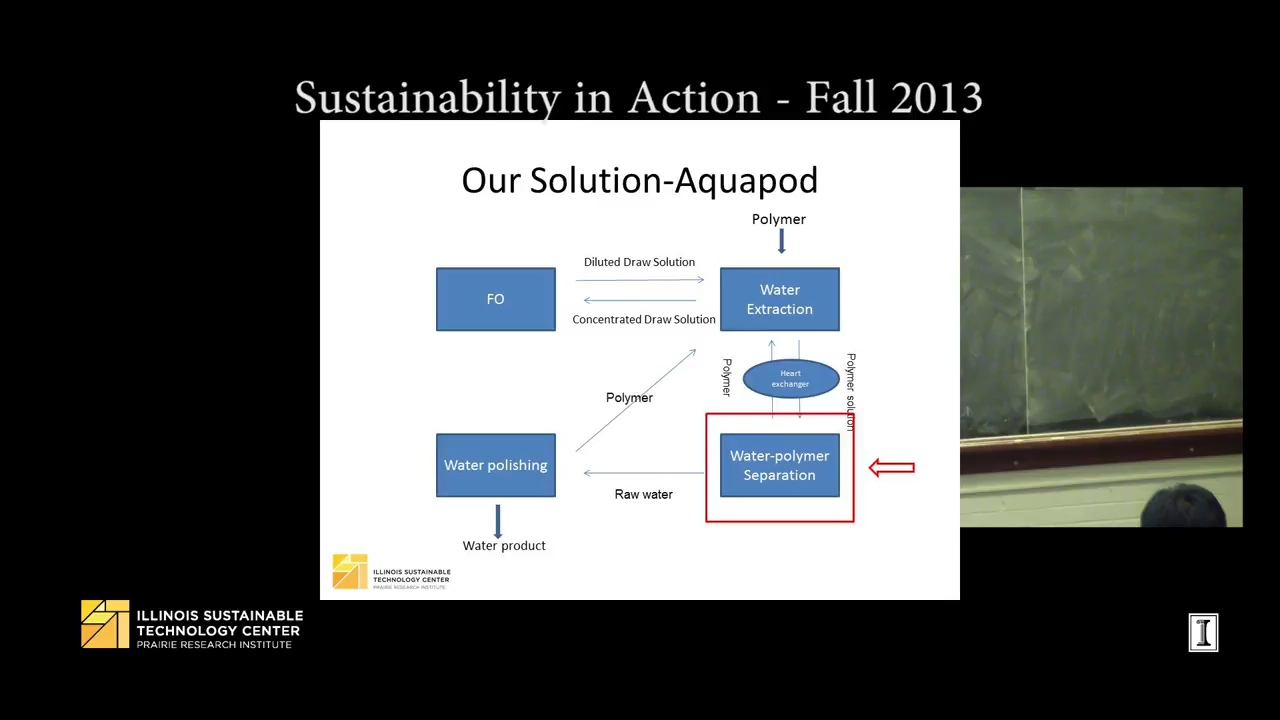 Sustainability in Action - Fall 2013
Our Solution-Aquapod
Polymer
Diluted Draw Solution
FO
Water
Extraction
Concentrated Draw Solution
Polymer
Heart
exchanger
Polymer solution
Polymer
Water polishing
Water-polymer
Separation
Raw water
Water product
ILLINOIS SUSTAINABLE
TECHNOLOGY CENTER
PRAIRIE RESEARCH INSTITUTE
ILLINOIS SUSTAINABLE
TECHNOLOGY CENTER
PRAIRIE RESEARCH INSTITUTE
I